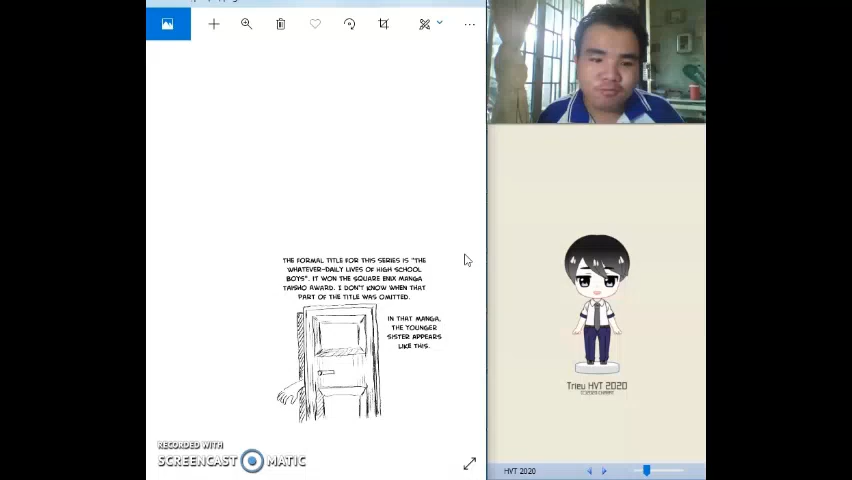 THE FORMAL TITLE FOR THIS SERIES IS "THE
WHATEVER-DAILY LIVES OF HIGH SCHOOL
BOYS". IT WON THE SQUARE ENIX MANGA
TAISHO AWARD. I DON'T KNOW WHEN THAT
PART OF THE TITLE WAS OMITTED.
IN THAT MANGA,
THE YOUNGER
SISTER APPEARS
LIKE THIS.
Trieu HVT 2020
RECORDED WITH
SCREENCAST MATIC
HVT 2020